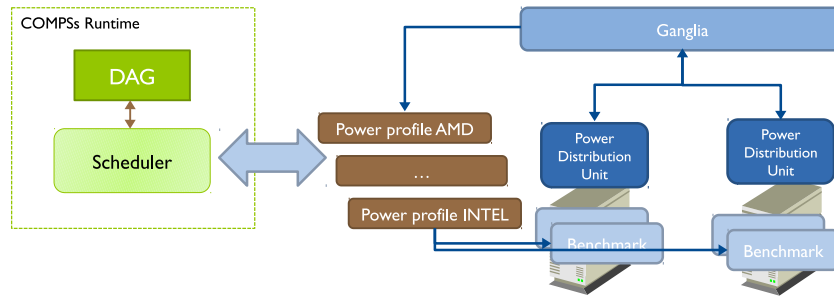 COMPSs Runtime
DAG
Scheduler
Ganglia
Power profile AMD
...
Power profile INTEL
Power
Distribution
Unit
Power
Distribution
Unit
Benchmark
Benchmark